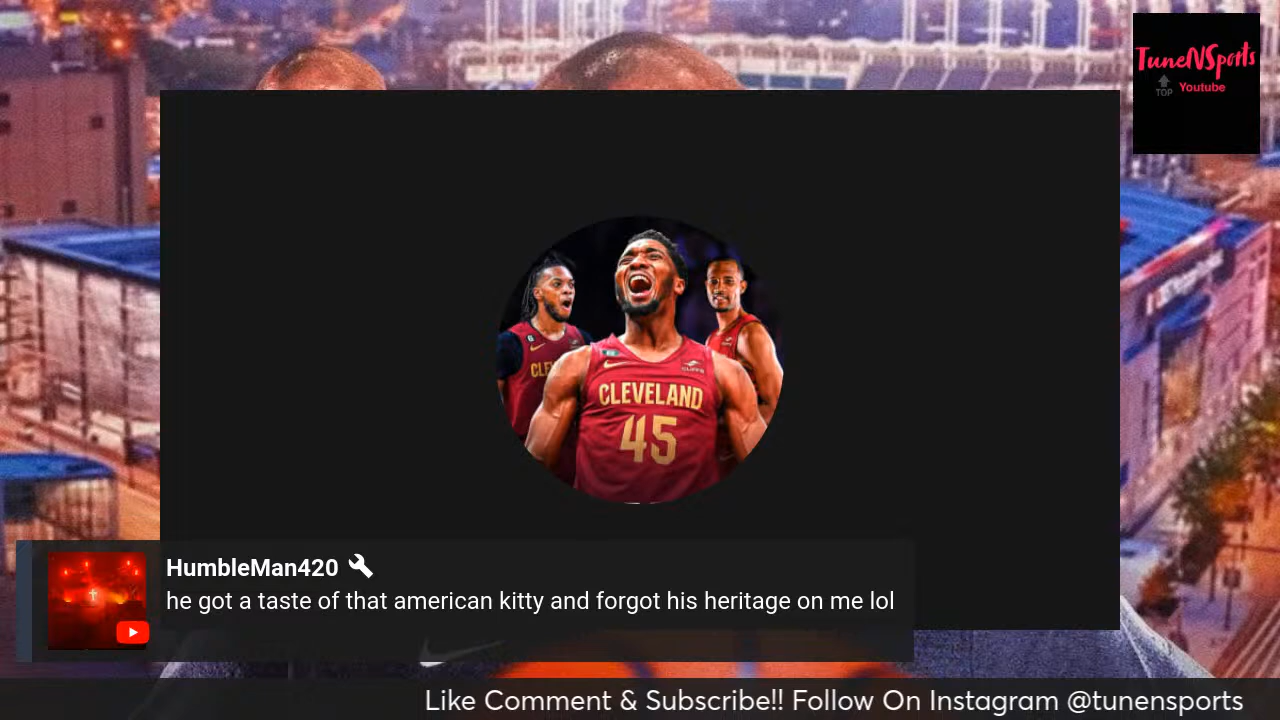 TuneNSports
TOP
Youtube
CLEVELAND
45
CLE
HumbleMan420
he got a taste of that american kitty and forgot his heritage on me lol
Like Comment & Subscribe!! Follow On Instagram @tunensports